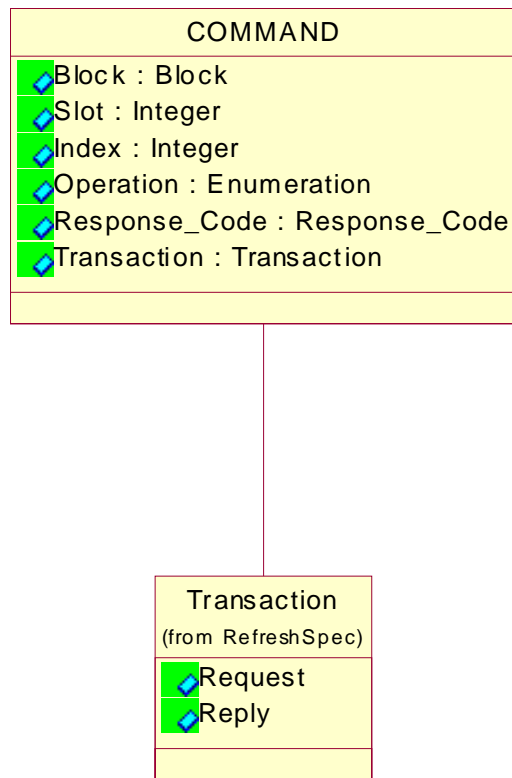 COMMAND
Block : Block
Slot : Integer
Index : Integer
Operation : Enumeration
Response_Code : Response_Code
Transaction : Transaction
Transaction
(from RefreshSpec)
Request
Reply